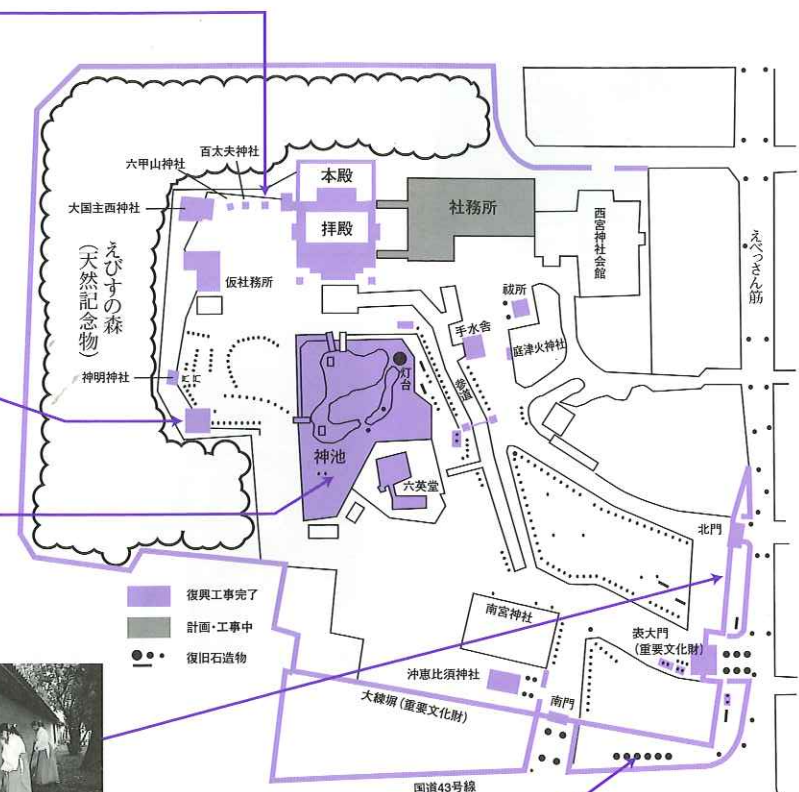 百太夫神社
六甲山神社
大国主西神社
本殿
拝殿
社務所
西宮神社会館
えべっさん筋
えびすの森
(天然記念物)
仮社務所
祓所
手水舎
庭津火神社
神明神社
灯台
参道
神池
六英堂
北門
復興工事完了
計画・工事中
復旧石造物
南宮神社
表大門
(重要文化財)
沖恵比須神社
南門
大練塀(重要文化財)
国道43号線